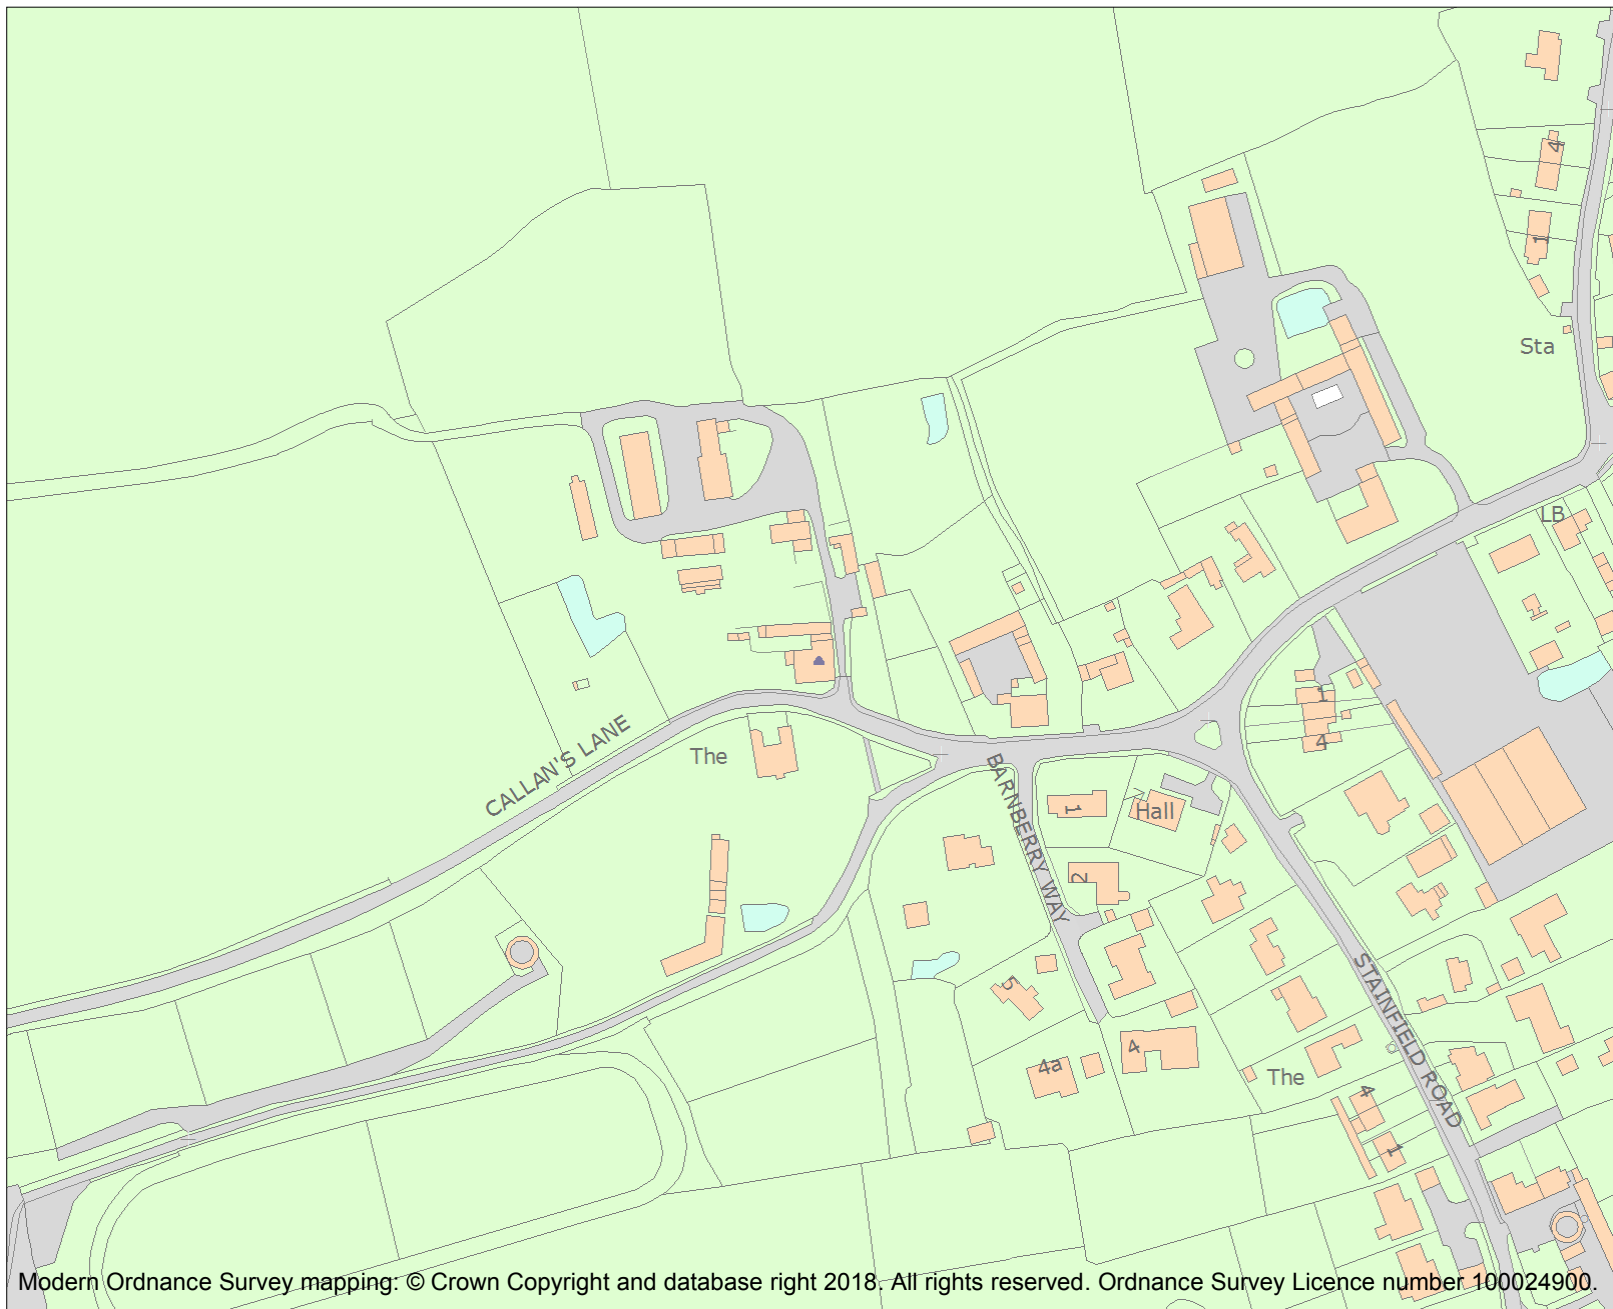 4
1
Sta
LB
1
4
The
CALLAN'S LANE
BARNBERRY WAY
1
Hall
2
5
STAINFIELD ROAD
4
4a
The
4
1
Modern Ordnance Survey mapping: © Crown Copyright and database right 2018. All rights reserved. Ordnance Survey Licence number 100024900.